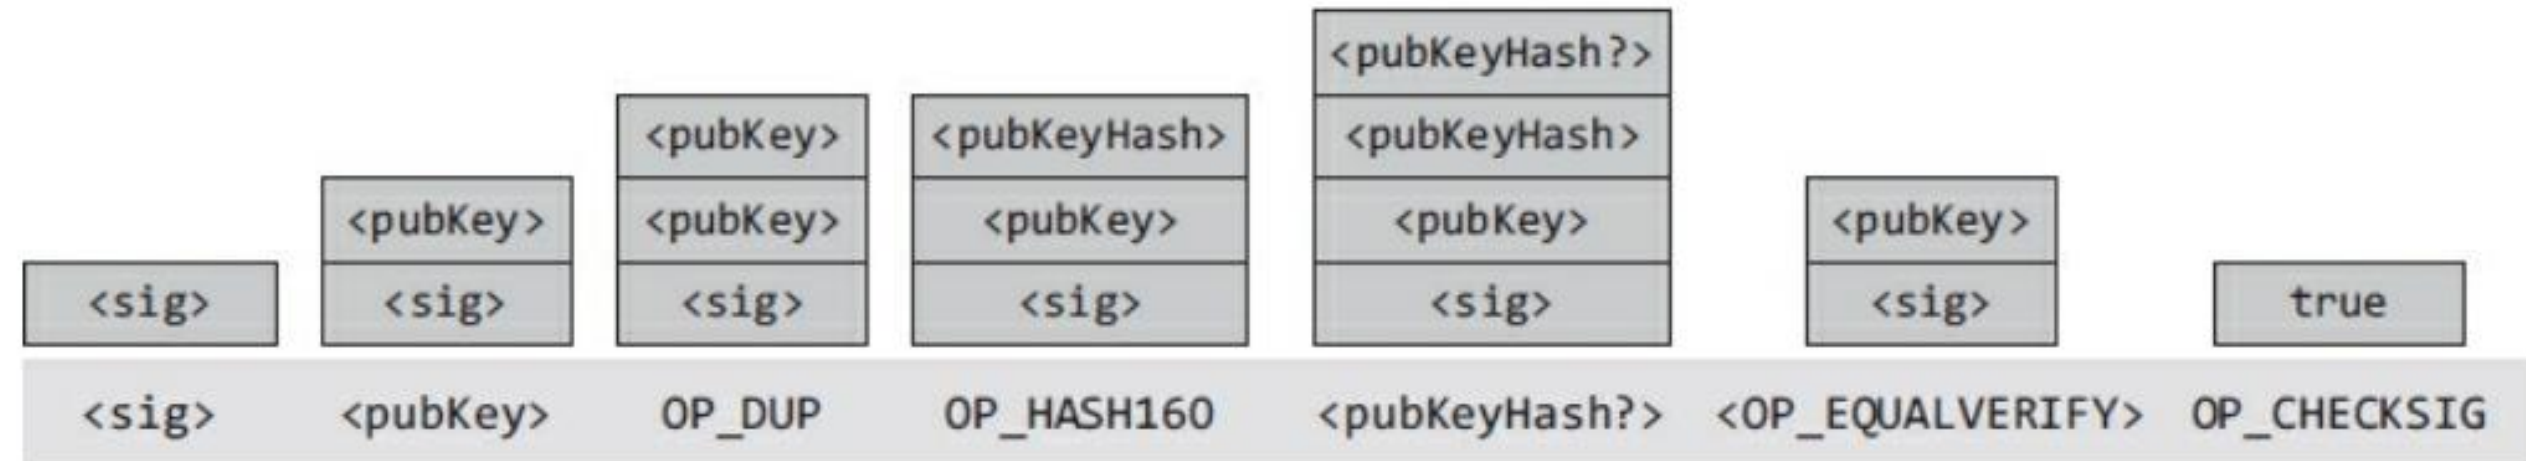 <pubKeyHash?>
<pubKey> <pubKeyHash> <pubKeyHash>
<pubKey> <pubKey> <pubKey> <pubKey> <pubKey>
<sig> <sig> <sig> <sig> <sig> <sig> true
<sig> <pubKey> OP_DUP OP_HASH160 <pubKeyHash?> <OP_EQUALVERIFY> OP_CHECKSIG